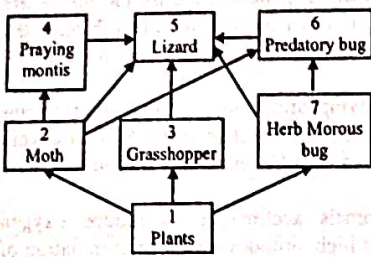 4
Praying
montis
5
Lizard
6
Predatory bug
2
Moth
3
Grasshopper
7
Herb Morous
bug
1
Plants